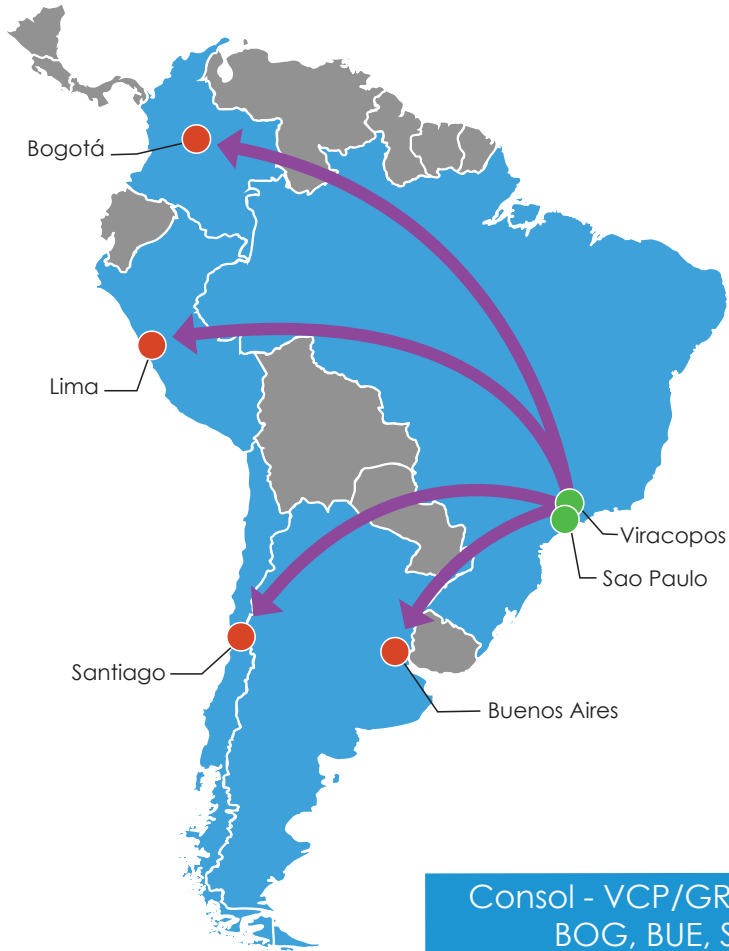 Bogotá
Lima
Viracopos
Sao Paulo
Santiago
Buenos Aires
Consol - VCP/GR
BOG, BUE, S